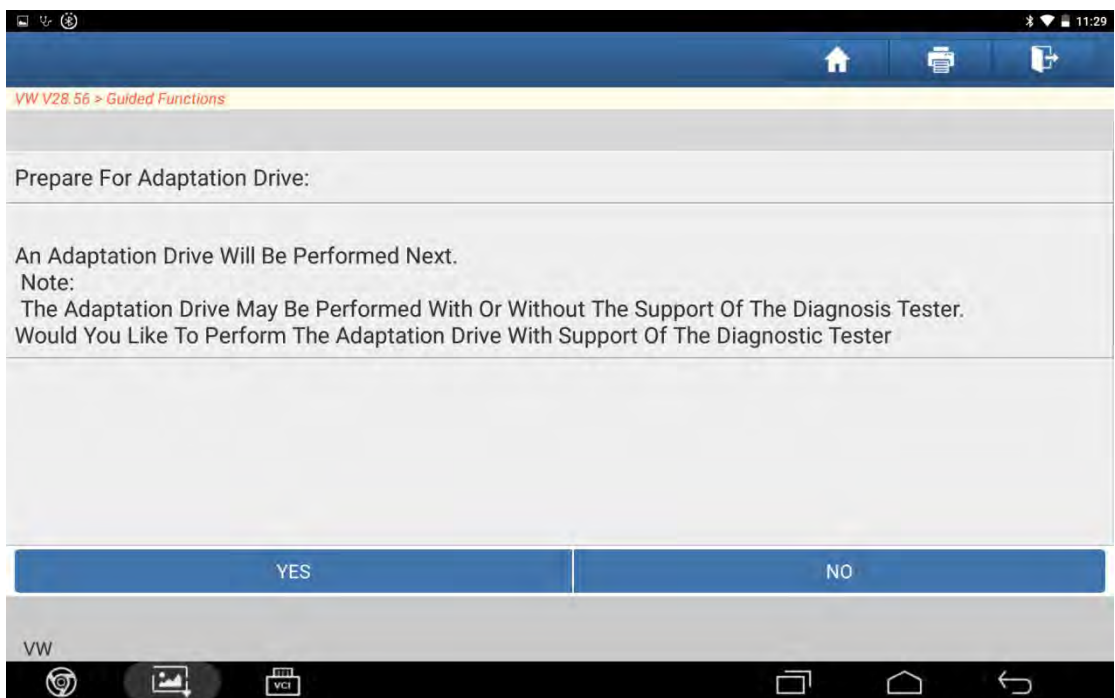 11:29
VW V28.56 > Guided Functions
Prepare For Adaptation Drive:
An Adaptation Drive Will Be Performed Next.
Note:
The Adaptation Drive May Be Performed With Or Without The Support Of The Diagnosis Tester.
Would You Like To Perform The Adaptation Drive With Support Of The Diagnostic Tester
YES
NO
VW
VCI